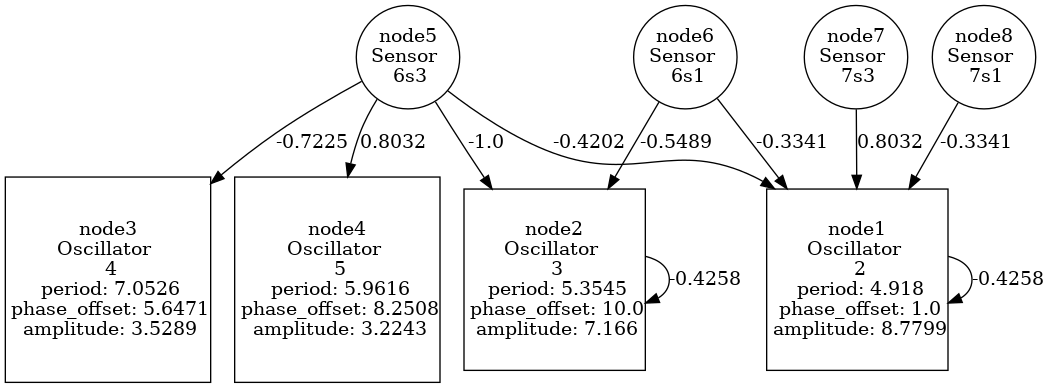 node5
Sensor
6s3
node6
Sensor
6s1
node7
Sensor
7s3
node8
Sensor
7s1
-0.7225
0.8032
-1.0
-0.4202
-0.5489
-0.3341
0.8032
-0.3341
node3
Oscillator
4
period: 7.0526
phase_offset: 5.6471
amplitude: 3.5289
node4
Oscillator
5
period: 5.9616
phase_offset: 8.2508
amplitude: 3.2243
node2
Oscillator
3
period: 5.3545
phase_offset: 10.0
amplitude: 7.166
-0.4258
node1
Oscillator
2
period: 4.918
phase_offset: 1.0
amplitude: 8.7799
-0.4258